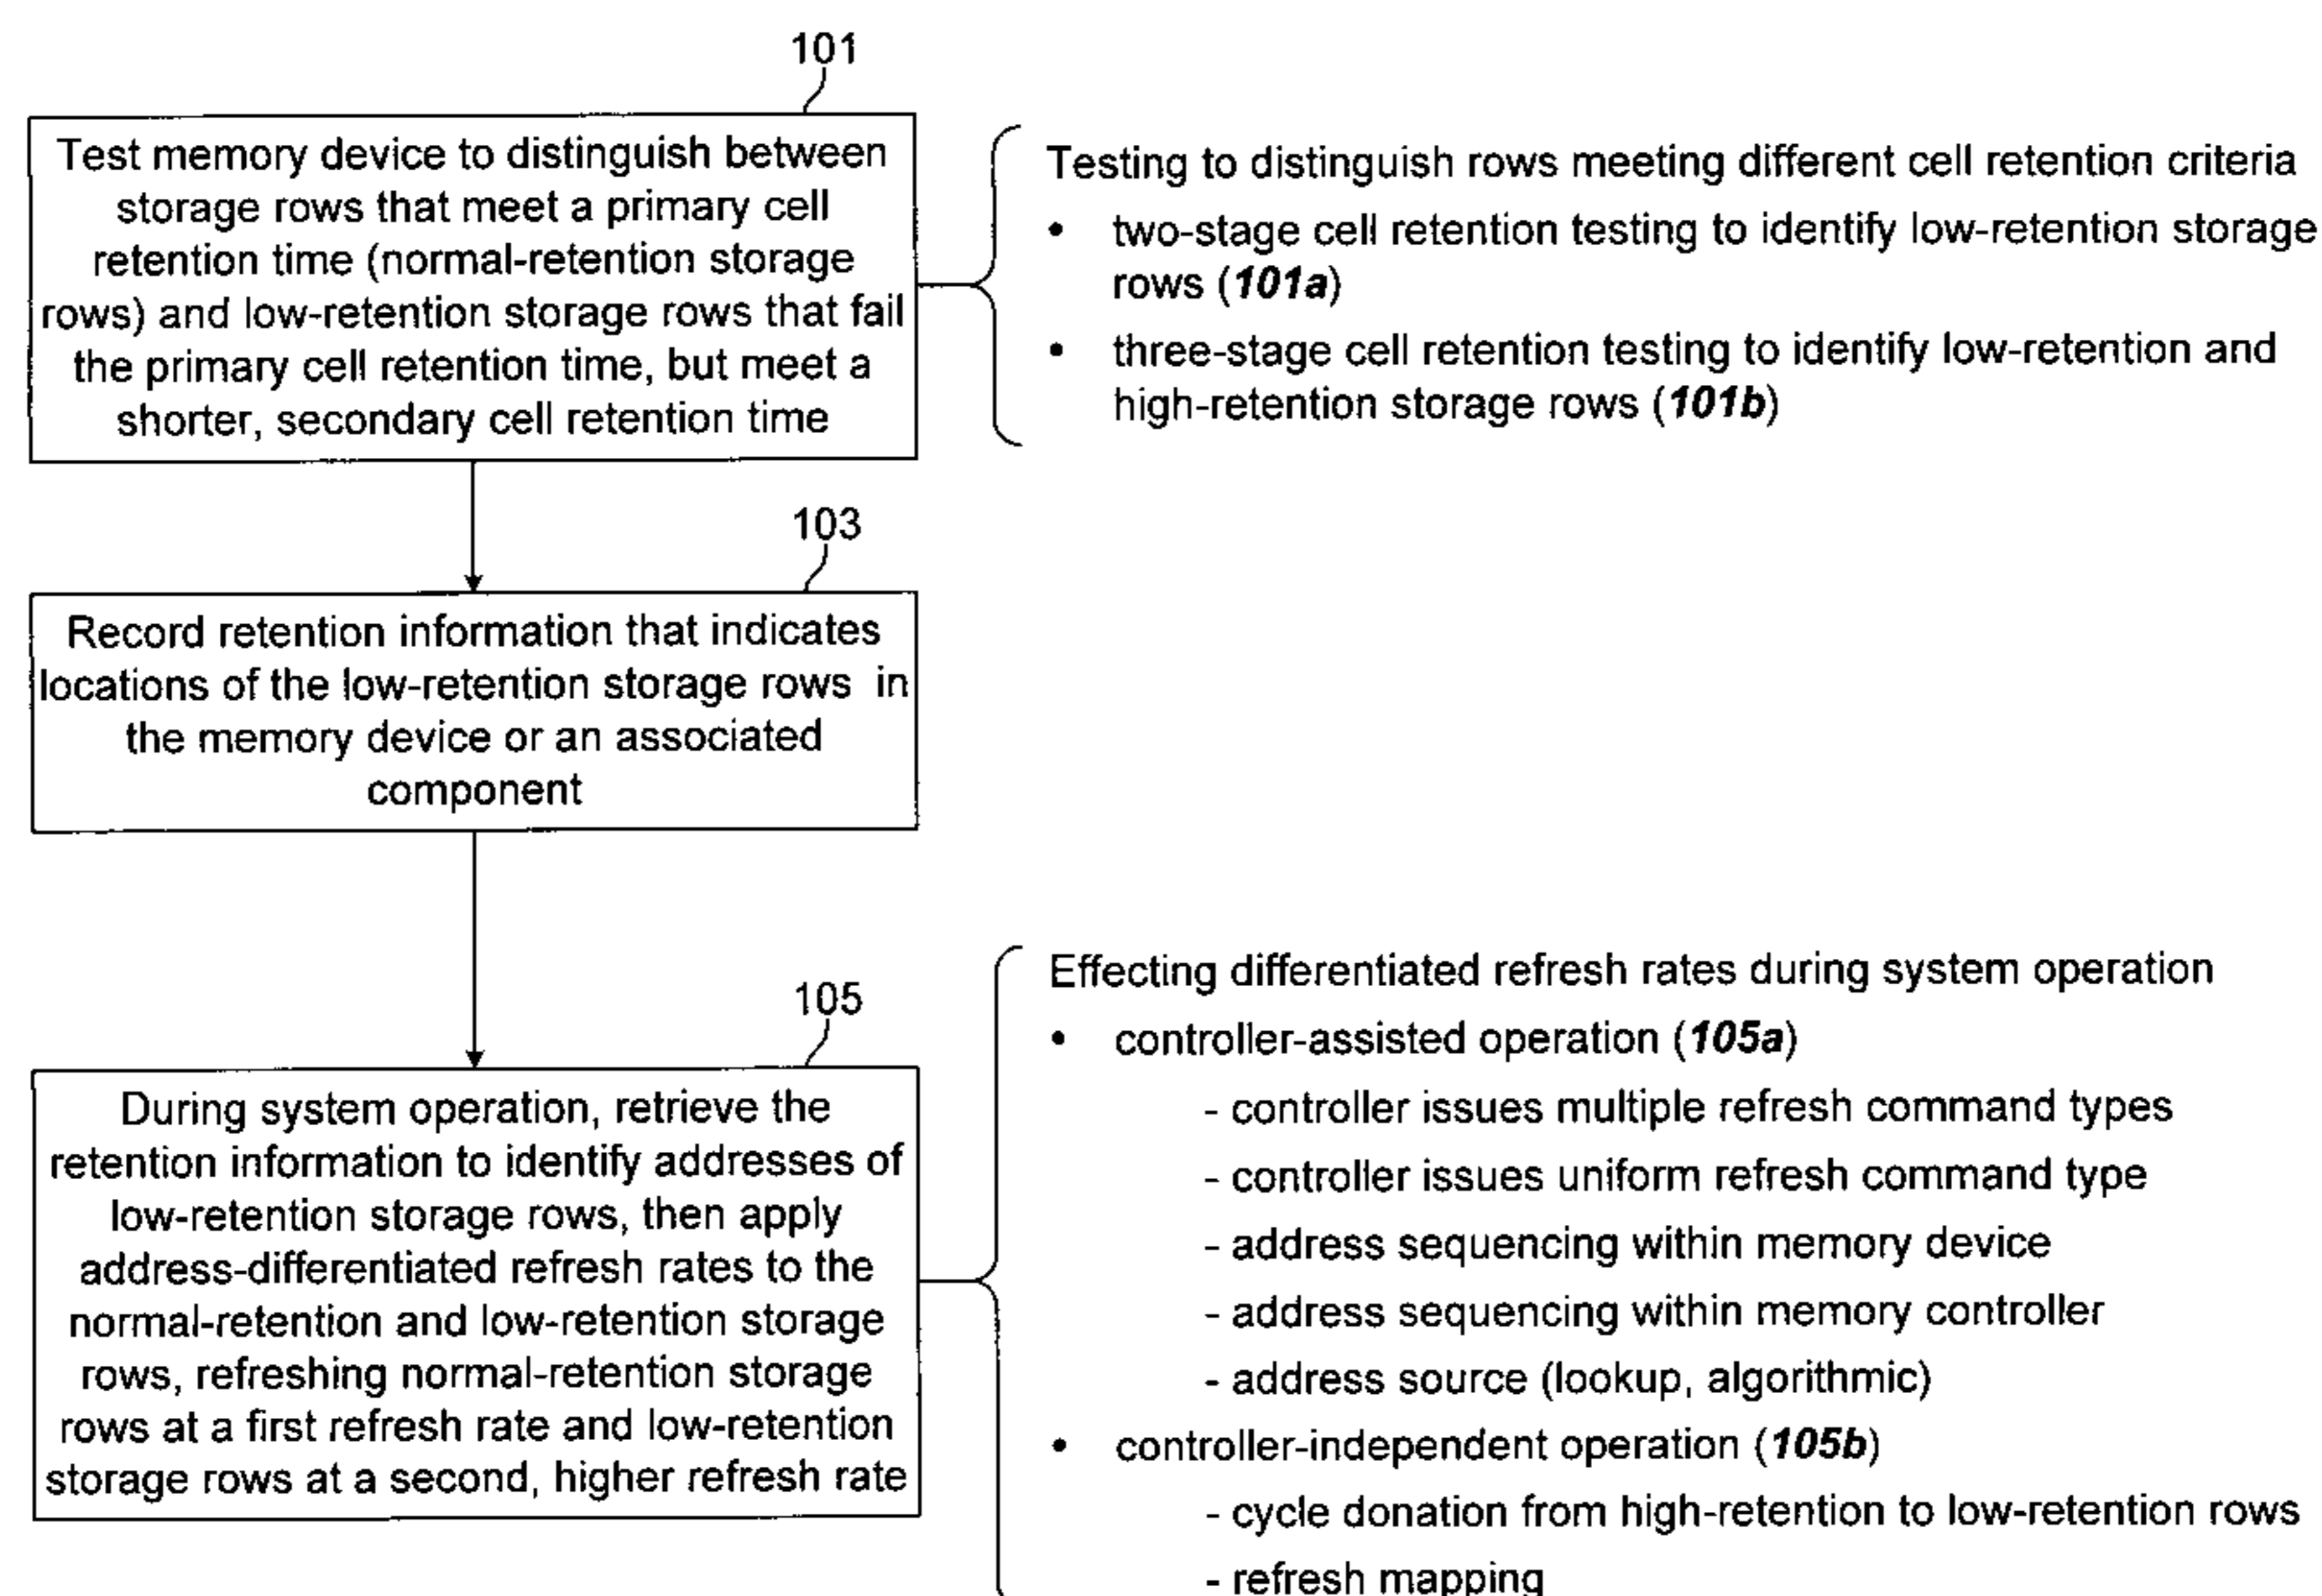 101
Test memory device to distinguish between
storage rows that meet a primary cell
retention time (normal-retention storage
rows) and low-retention storage rows that fail
the primary cell retention time, but meet a
shorter, secondary cell retention time
Testing to distinguish rows meeting different cell retention criteria
• two-stage cell retention testing to identify low-retention storage
rows (101a)
• three-stage cell retention testing to identify low-retention and
high-retention storage rows (101b)
103
Record retention information that indicates
locations of the low-retention storage rows in
the memory device or an associated
component
105
During system operation, retrieve the
retention information to identify addresses of
low-retention storage rows, then apply
address-differentiated refresh rates to the
normal-retention and low-retention storage
rows, refreshing normal-retention storage
rows at a first refresh rate and low-retention
storage rows at a second, higher refresh rate
Effecting differentiated refresh rates during system operation
• controller-assisted operation (105a)
- controller issues multiple refresh command types
- controller issues uniform refresh command type
- address sequencing within memory device
- address sequencing within memory controller
- address source (lookup, algorithmic)
• controller-independent operation (105b)
- cycle donation from high-retention to low-retention rows
- refresh mapping